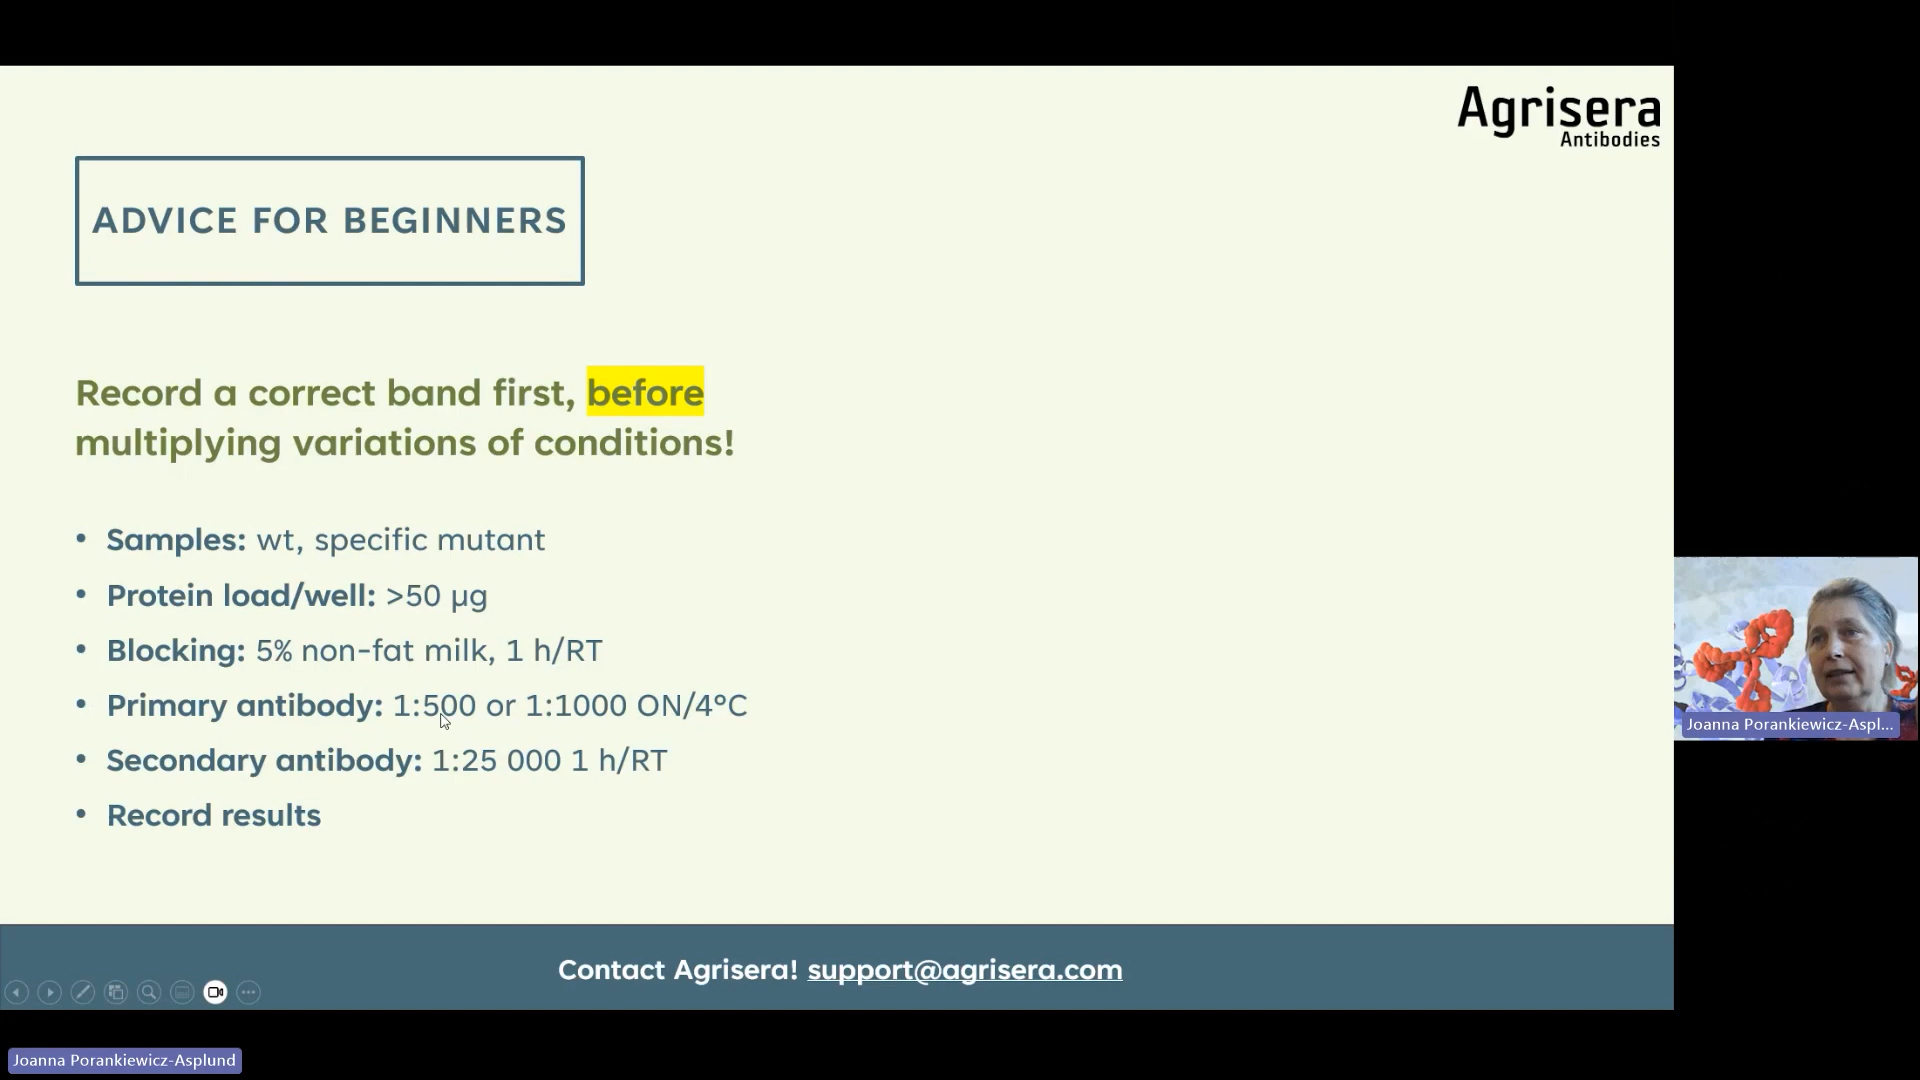 Agrisera
Antibodies
ADVICE FOR BEGINNERS
Record a correct band first, before
multiplying variations of conditions!
• Samples: wt, specific mutant
• Protein load/well: >50 µg
• Blocking: 5% non-fat milk, 1 h/RT
• Primary antibody: 1:500 or 1:1000 ON/4°C
• Secondary antibody: 1:25 000 1 h/RT
• Record results
Joanna Porankiewicz-Aspl...
Contact Agrisera! support@agrisera.com
Joanna Porankiewicz-Asplund